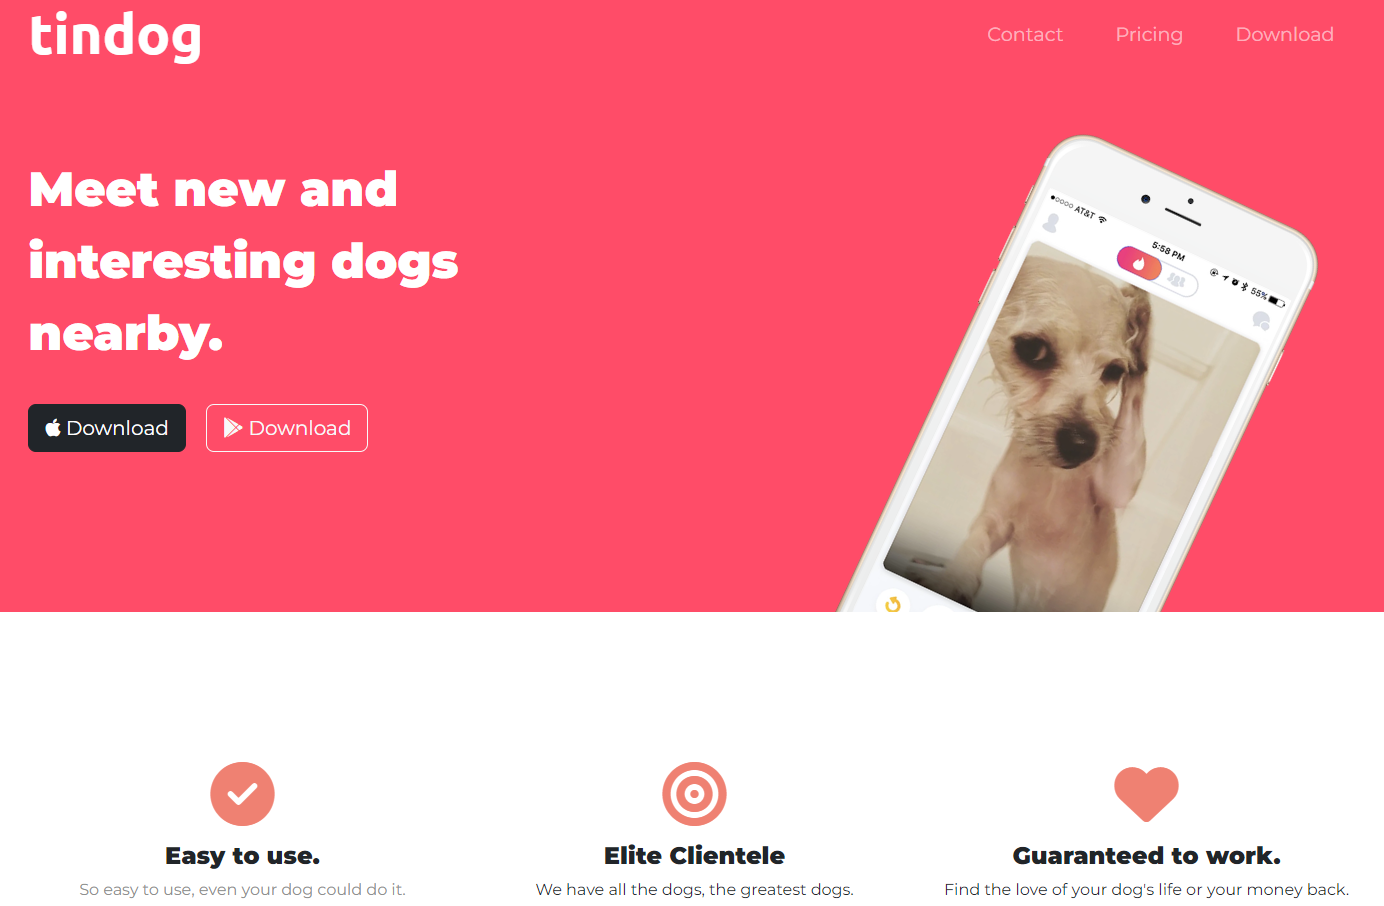 tindog
Contact Pricing Download
Meet new and
interesting dogs
nearby.
Download Download
AT&T
5:58 PM
55%
Easy to use.
So easy to use, even your dog could do it.
Elite Clientele
We have all the dogs, the greatest dogs.
Guaranteed to work.
Find the love of your dog's life or your money back.